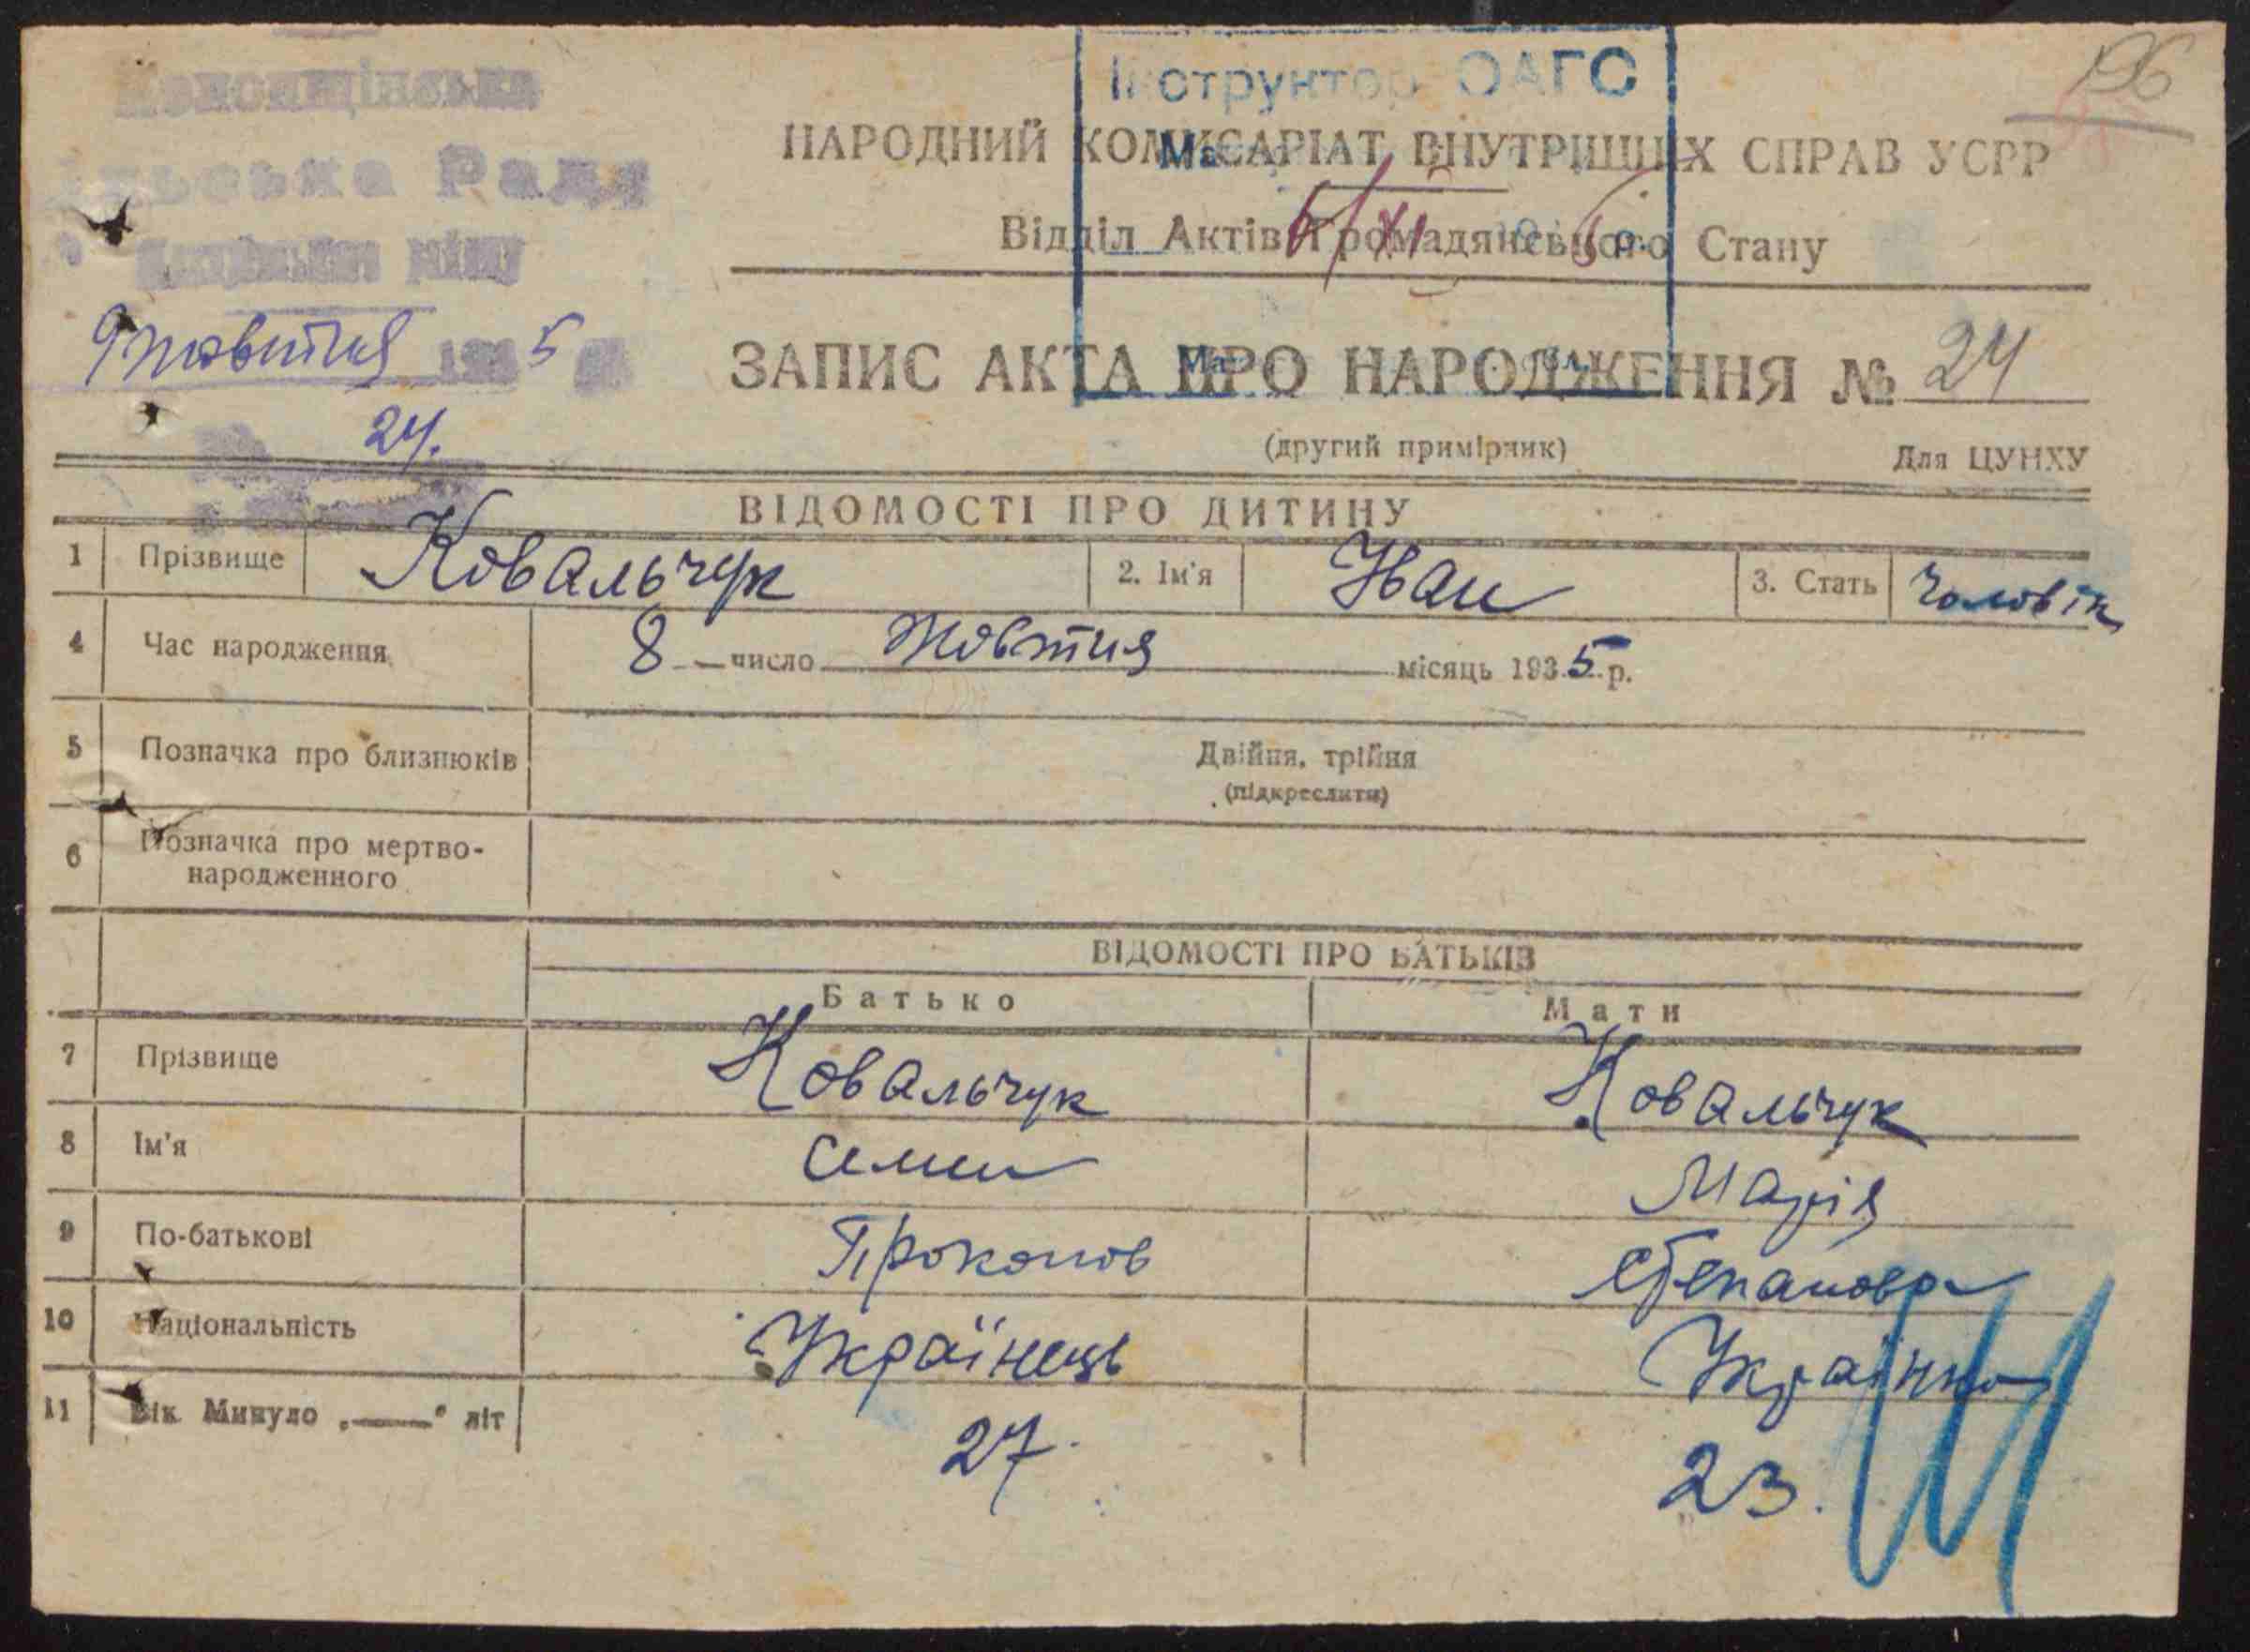 Інструктор ОАГС
196
НАРОДНИЙ КОМИСАРІАТ ВНУТРІШНІХ СПРАВ УСРР
Рада
Відділ Актів Громадянського Стану
9 жовтня 1935
ЗАПИС АКТА ПРО НАРОДЖЕННЯ № 24
24.
(другий примірник) Для ЦУНХУ
ВІДОМОСТІ ПРО ДИТИНУ
1 Прізвище Ковальчук 2. Ім'я Іван 3. Стать Чоловік
4 Час народження 8 число Жовтня місяць 1935 р.
5 Позначка про близнюків Двійня, трійня
(підкреслити)
6 Позначка про мертво-
народженного
ВІДОМОСТІ ПРО БАТЬКІВ
Батько Мати
7 Прізвище Ковальчук Ковальчук
8 Ім'я Семен Марія
9 По-батькові Прокопов Степанова
10 Національність Українець Українка
11 Вік Минуло „——" літ 27. 23.